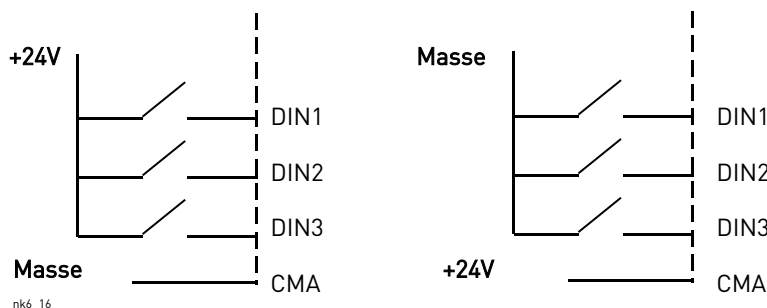 +24V
DIN1
DIN2
DIN3
Masse
CMA
nk6_16
Masse
DIN1
DIN2
DIN3
+24V
CMA